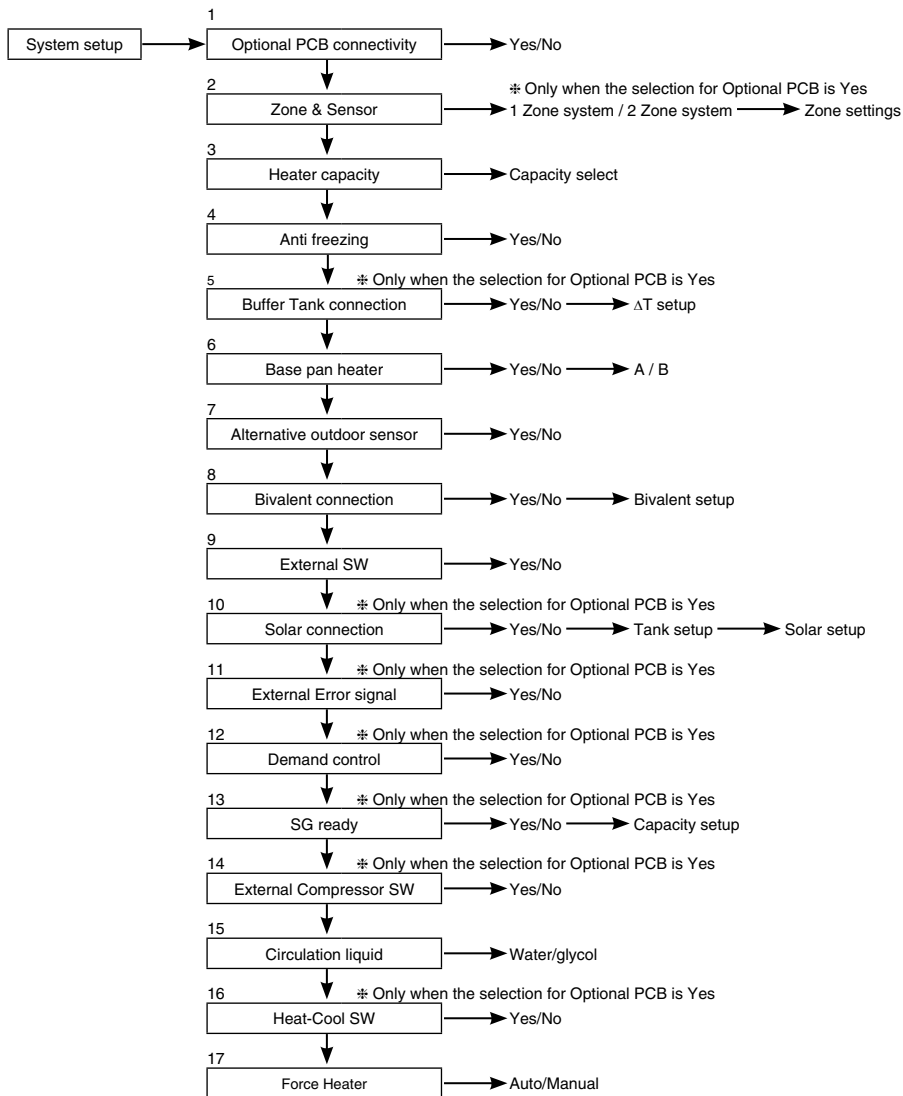 1
System setup Optional PCB connectivity Yes/No
⁜ Only when the selection for Optional PCB is Yes
2
Zone & Sensor 1 Zone system / 2 Zone system Zone settings
3
Heater capacity Capacity select
4
Anti freezing Yes/No
5 ⁜ Only when the selection for Optional PCB is Yes
Buffer Tank connection Yes/No ΔT setup
6
Base pan heater Yes/No A / B
7
Alternative outdoor sensor Yes/No
8
Bivalent connection Yes/No Bivalent setup
9
External SW Yes/No
10 ⁜ Only when the selection for Optional PCB is Yes
Solar connection Yes/No Tank setup Solar setup
11 ⁜ Only when the selection for Optional PCB is Yes
External Error signal Yes/No
12 ⁜ Only when the selection for Optional PCB is Yes
Demand control Yes/No
13 ⁜ Only when the selection for Optional PCB is Yes
SG ready Yes/No Capacity setup
14 ⁜ Only when the selection for Optional PCB is Yes
External Compressor SW Yes/No
15
Circulation liquid Water/glycol
16 ⁜ Only when the selection for Optional PCB is Yes
Heat-Cool SW Yes/No
17
Force Heater Auto/Manual